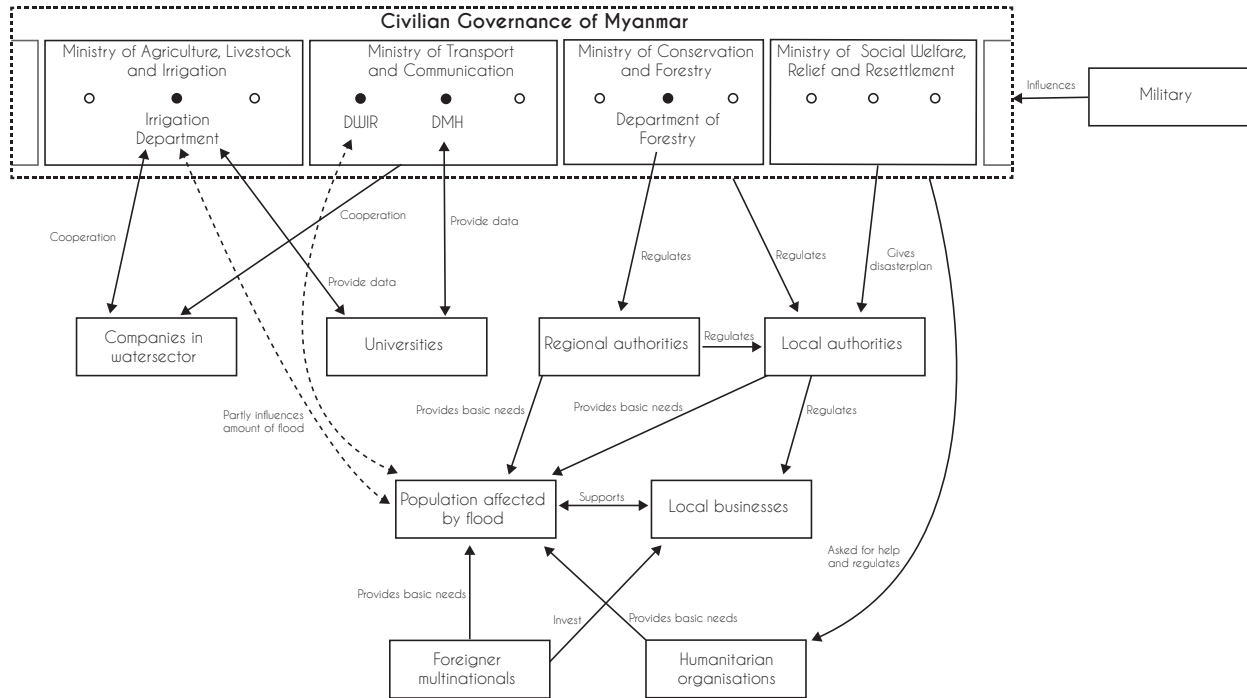 Civilian Governance of Myanmar
Ministry of Agriculture, Livestock
and Irrigation
Irrigation
Department
Ministry of Transport
and Communication
DWIR
DMH
Ministry of Conservation
and Forestry
Department of
Forestry
Ministry of Social Welfare,
Relief and Resettlement
Influences
Military
Cooperation
Cooperation
Provide data
Provide data
Regulates
Regulates
Gives
disasterplan
Companies in
watersector
Universities
Regional authorities
Regulates
Local authorities
Partly influences
amount of flood
Provides basic needs
Provides basic needs
Regulates
Population affected
by flood
Supports
Local businesses
Asked for help
and regulates
Provides basic needs
Invest
Provides basic needs
Foreigner
multinationals
Humanitarian
organisations